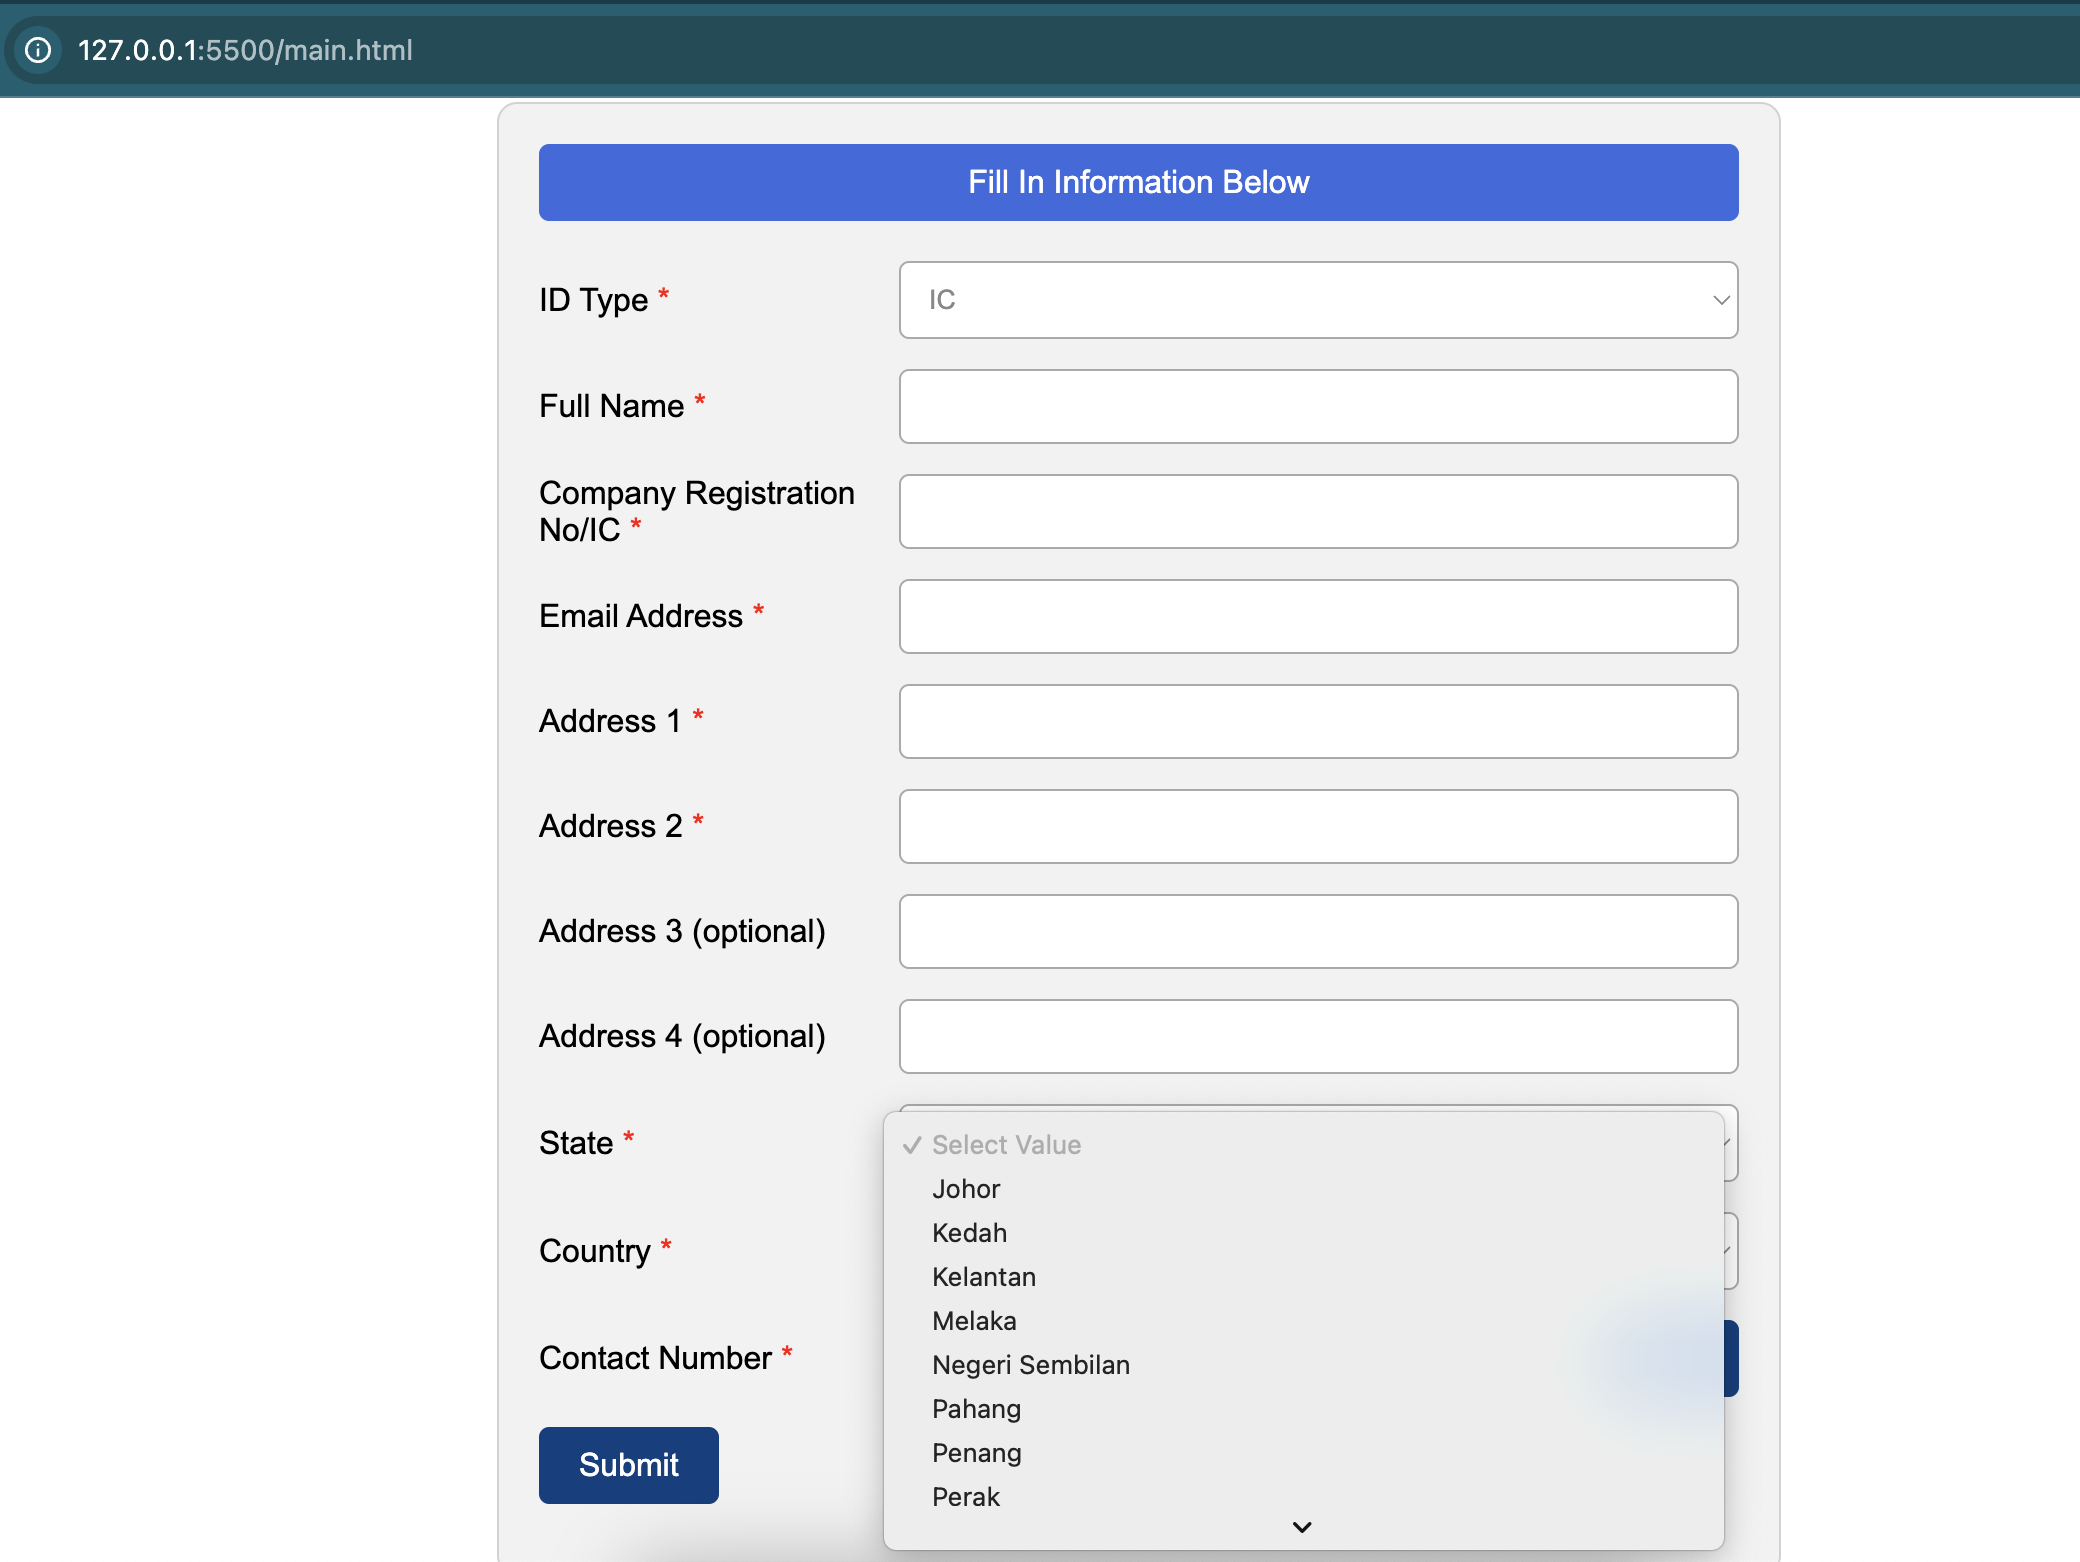 127.0.0.1:5500/main.html
Fill In Information Below
ID Type *
IC
Full Name *
Company Registration
No/IC *
Email Address *
Address 1 *
Address 2 *
Address 3 (optional)
Address 4 (optional)
State *
✓ Select Value
Johor
Kedah
Kelantan
Melaka
Negeri Sembilan
Pahang
Penang
Perak
Country *
Contact Number *
Submit